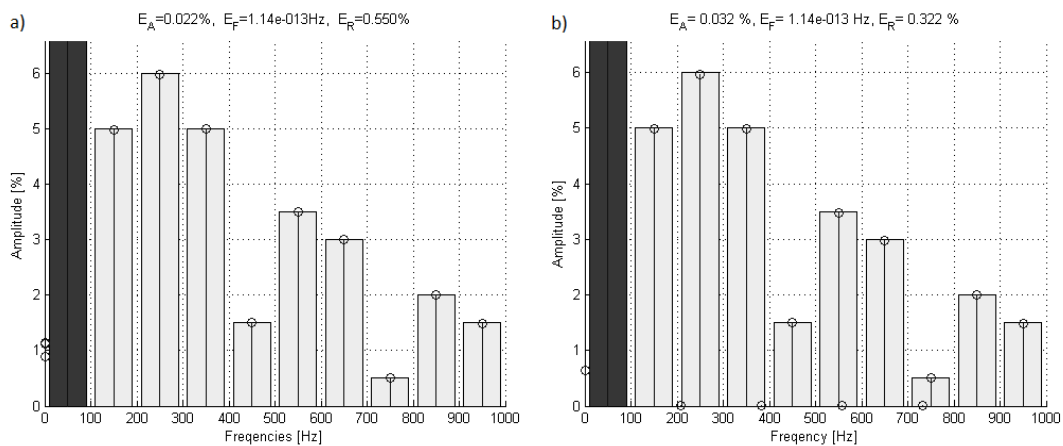 a) E_A=0.022%, E_F=1.14e-013Hz, E_R=0.550%
Amplitude [%]
6
5
4
3
2
1
0
0 100 200 300 400 500 600 700 800 900 1000
Freqencies [Hz]
b) E_A= 0.032 %, E_F= 1.14e-013 Hz, E_R= 0.322 %
Amplitude [%]
6
5
4
3
2
1
0
0 100 200 300 400 500 600 700 800 900 1000
Freqency [Hz]